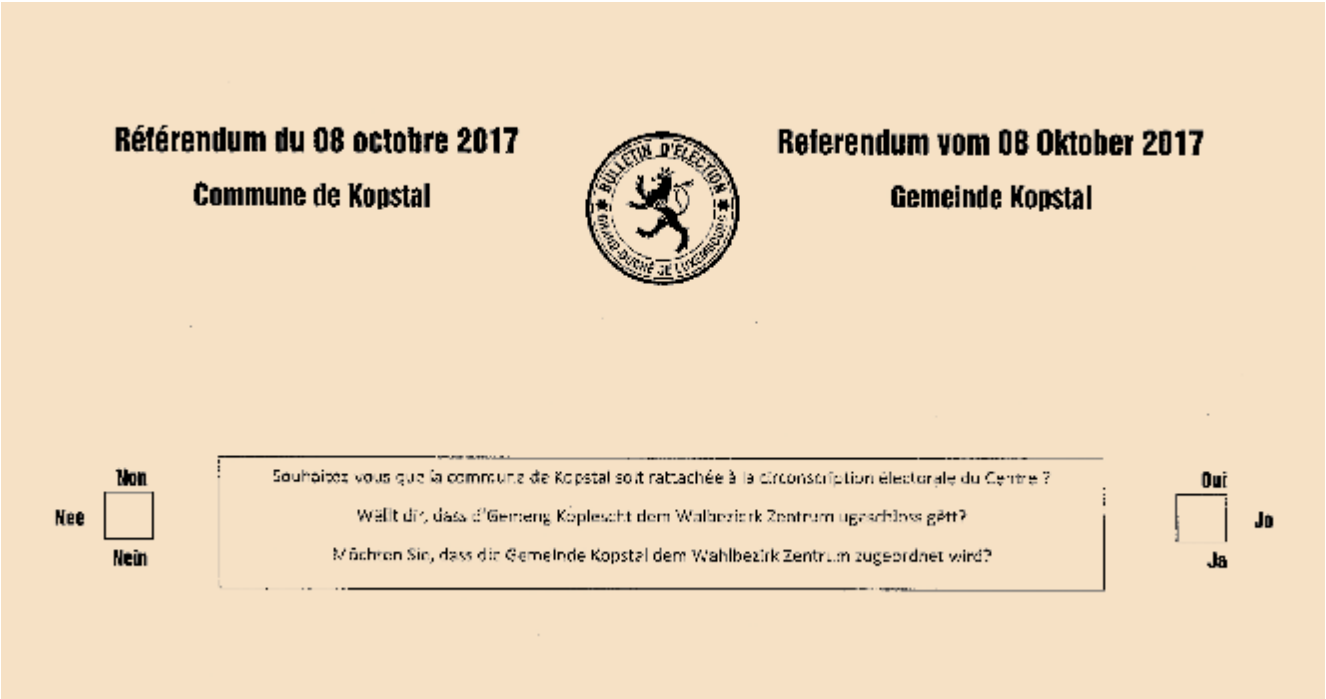 Référendum du 08 octobre 2017
Commune de Kopstal
BULLETIN D'ÉLECTION
GRAND-DUCHÉ DE LUXEMBOURG
Referendum vom 08 Oktober 2017
Gemeinde Kopstal
Non
Nee
Nein
Souhaitez-vous que la commune de Kopstal soit rattachée à la circonscription électorale du Centre ?
Wëllt dir, dass d'Gemeng Koplescht dem Walbezierk Zentrum ugeschloss gëtt?
Möchten Sie, dass die Gemeinde Kopstal dem Wahlbezirk Zentrum zugeordnet wird?
Oui
Jo
Ja